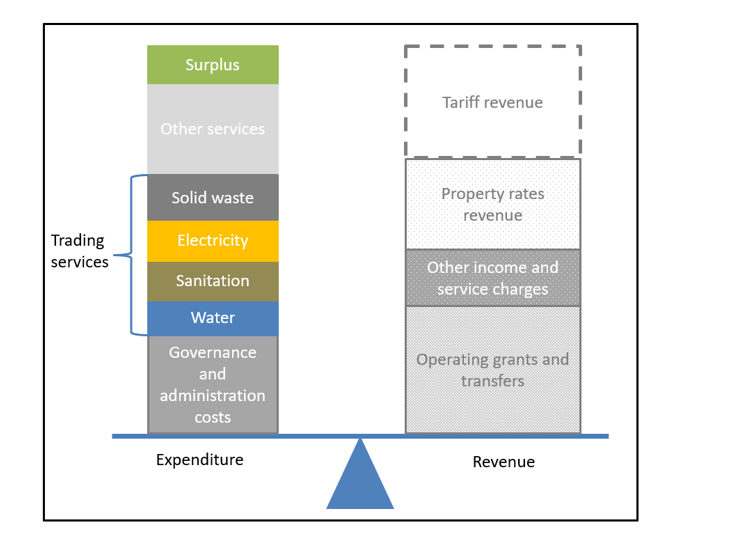 Surplus
Other services
Solid waste
Trading
services
Electricity
Sanitation
Water
Governance
and
administration
costs
Expenditure
Tariff revenue
Property rates
revenue
Other income and
service charges
Operating grants and
transfers
Revenue